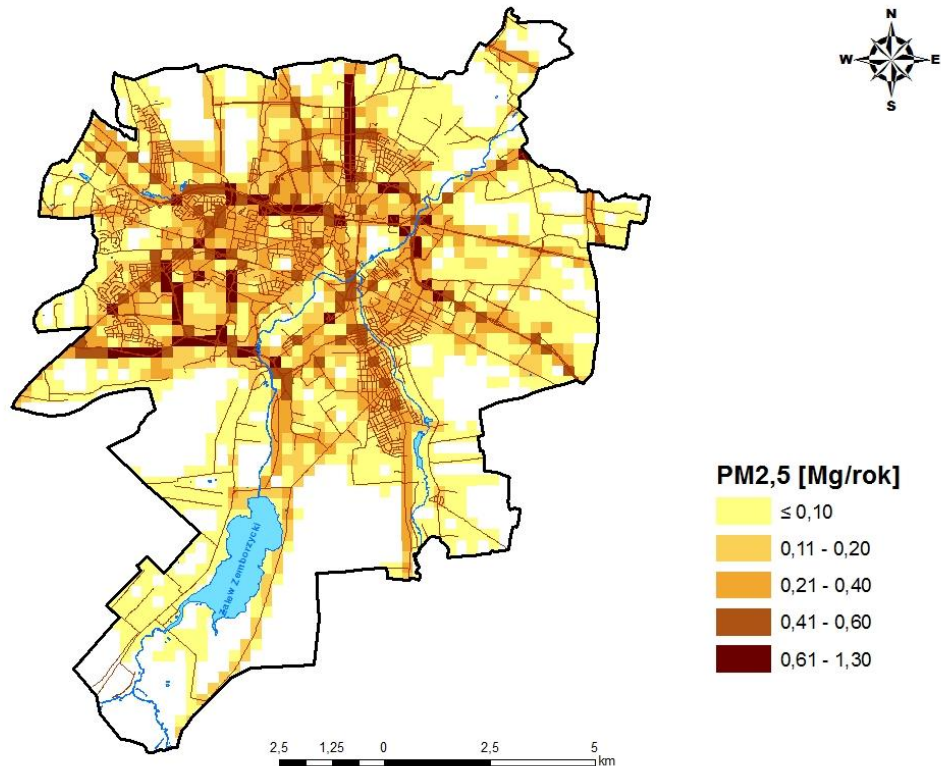 N
W E
S
Zalew Zemborzycki
PM2,5 [Mg/rok]
≤ 0,10
0,11 - 0,20
0,21 - 0,40
0,41 - 0,60
0,61 - 1,30
2,5 1,25 0 2,5 5
km